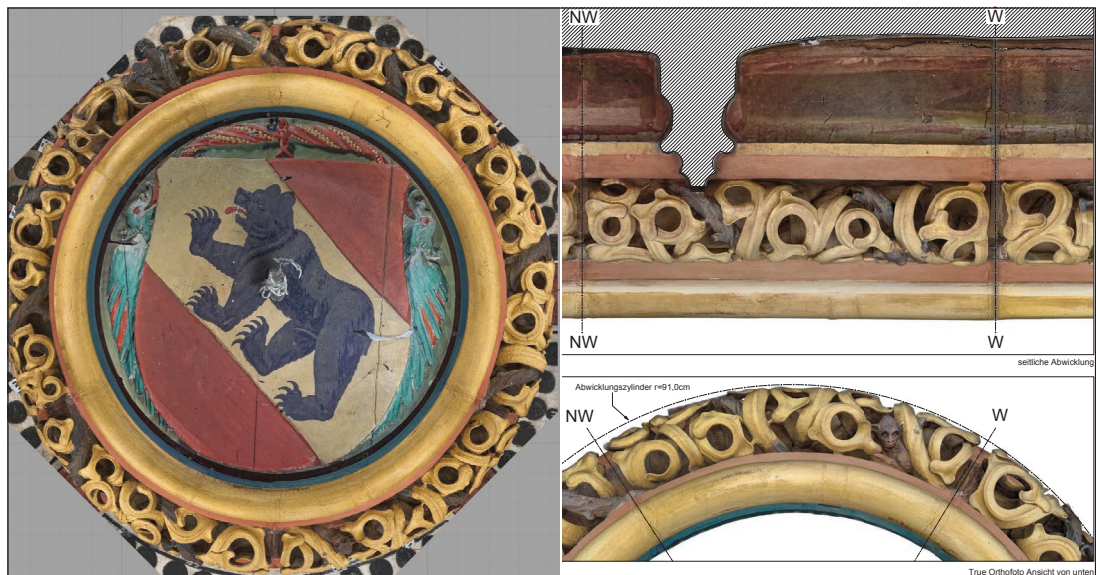 NW
W
NW
W
seitliche Abwicklung
Abwicklungszylinder r=91,0cm
NW
W
True Orthofoto Ansicht von unten